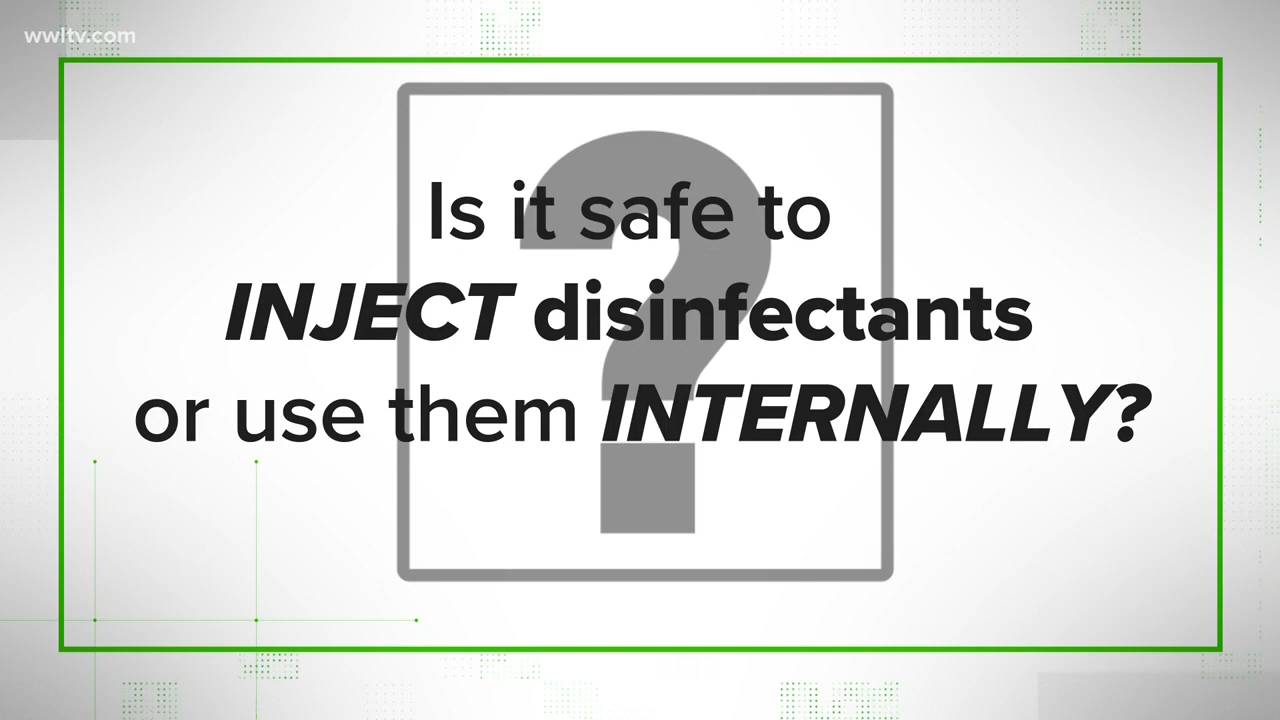 wwltv.com
Is it safe to
INJECT disinfectants
or use them INTERNALLY?